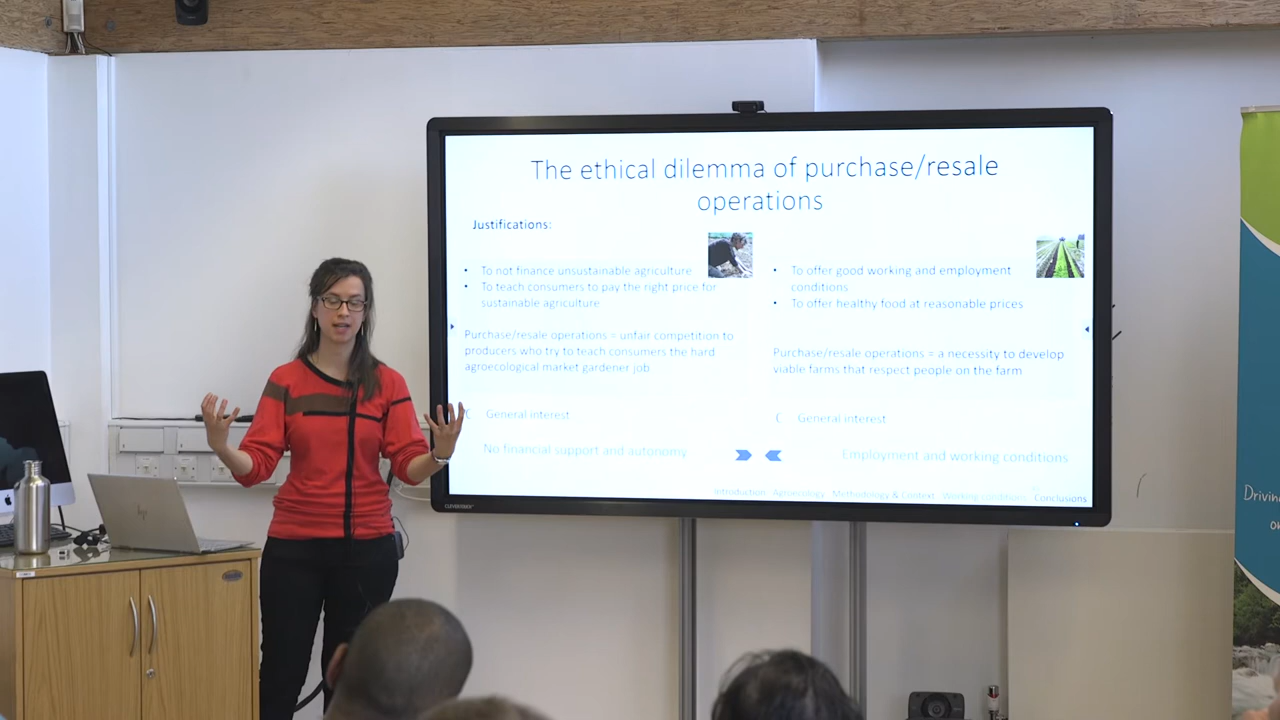 The ethical dilemma of purchase/resale
operations
Justifications:
• To not finance unsustainable agriculture
• To teach consumers to pay the right price for
sustainable agriculture
Purchase/resale operations = unfair competition to
producers who try to teach consumers the hard
agroecological market gardener job
C General interest
No financial support and autonomy
• To offer good working and employment
conditions
• To offer healthy food at reasonable prices
Purchase/resale operations = a necessity to develop
viable farms that respect people on the farm
C General interest
Employment and working conditions
Introduction Agroecology Methodology & Context Working conditions Conclusions
CLEVERTOUCH
hp
Drivin
o